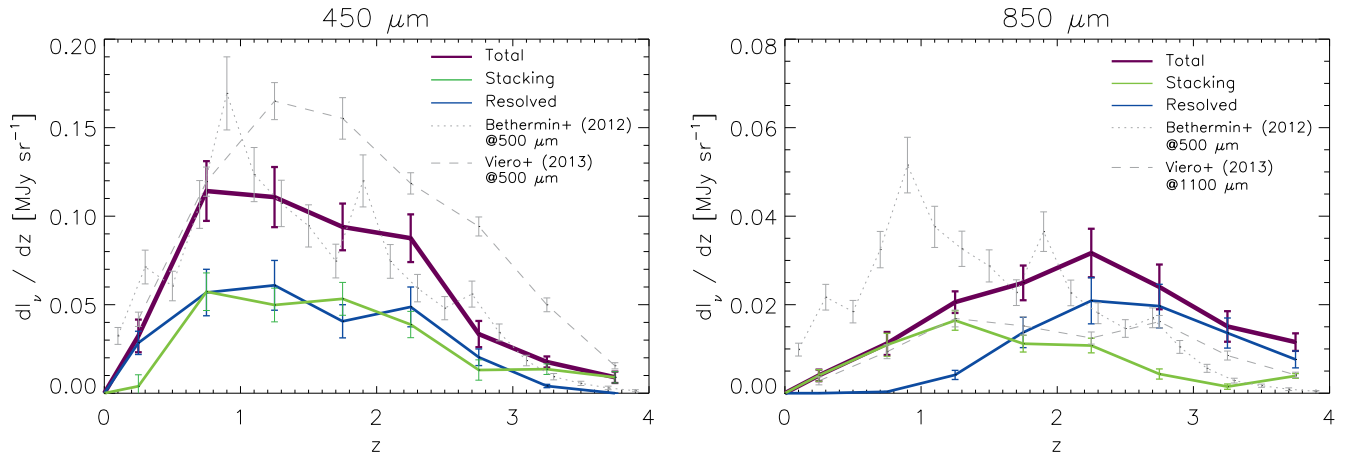 450 μm
0.20
0.15
0.10
0.05
0.00
dIν / dz [MJy sr⁻¹]
Total
Stacking
Resolved
Bethermin+ (2012)
@500 μm
Viero+ (2013)
@500 μm
0 1 2 3 4
z
850 μm
0.08
0.06
0.04
0.02
0.00
dIν / dz [MJy sr⁻¹]
Total
Stacking
Resolved
Bethermin+ (2012)
@500 μm
Viero+ (2013)
@1100 μm
0 1 2 3 4
z